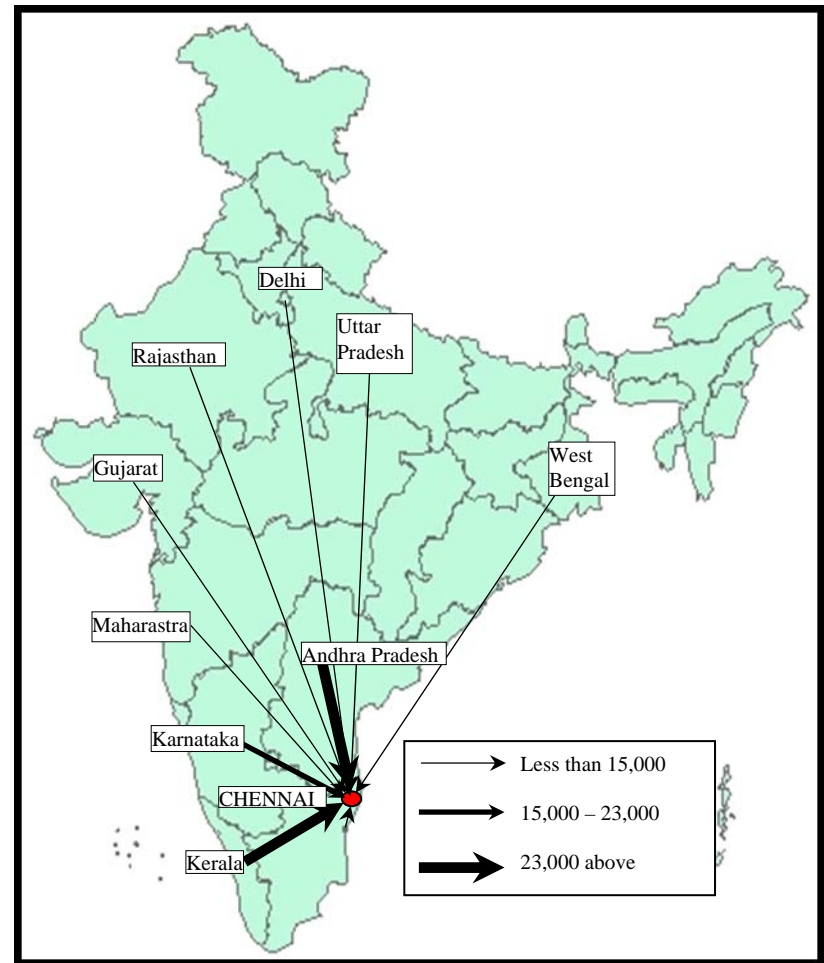 Delhi
Uttar
Pradesh
Rajasthan
West
Bengal
Gujarat
Maharastra
Andhra Pradesh
Karnataka
CHENNAI
Kerala
Less than 15,000
15,000 – 23,000
23,000 above